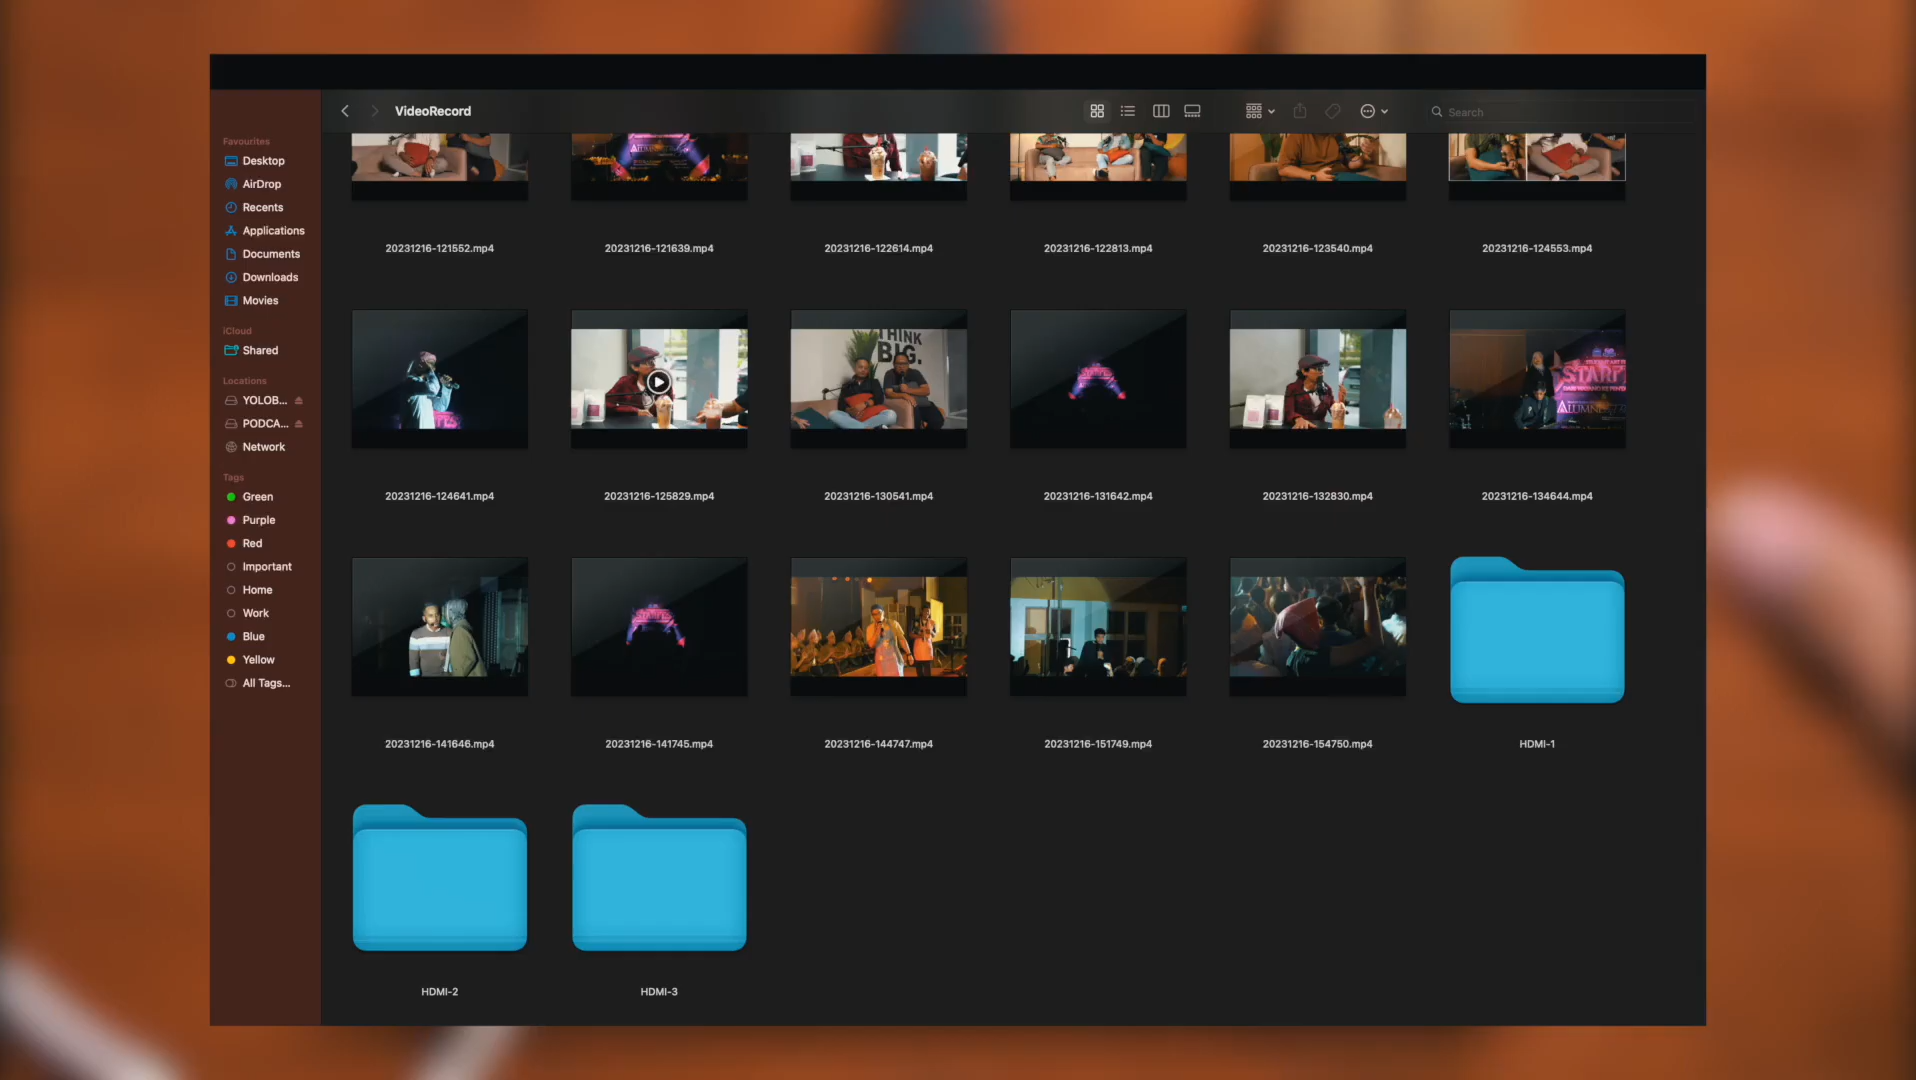 VideoRecord
Search
Favourites
Desktop
AirDrop
Recents
Applications
Documents
Downloads
Movies
iCloud
Shared
Locations
YOLOB...
PODCA...
Network
Tags
Green
Purple
Red
Important
Home
Work
Blue
Yellow
All Tags...
20231216-121552.mp4
20231216-121639.mp4
20231216-122614.mp4
20231216-122813.mp4
20231216-123540.mp4
20231216-124553.mp4
THINK
BIG.
STARF
ALUMNI
20231216-124641.mp4
20231216-125829.mp4
20231216-130541.mp4
20231216-131642.mp4
20231216-132830.mp4
20231216-134644.mp4
20231216-141646.mp4
20231216-141745.mp4
20231216-144747.mp4
20231216-151749.mp4
20231216-154750.mp4
HDMI-1
HDMI-2
HDMI-3